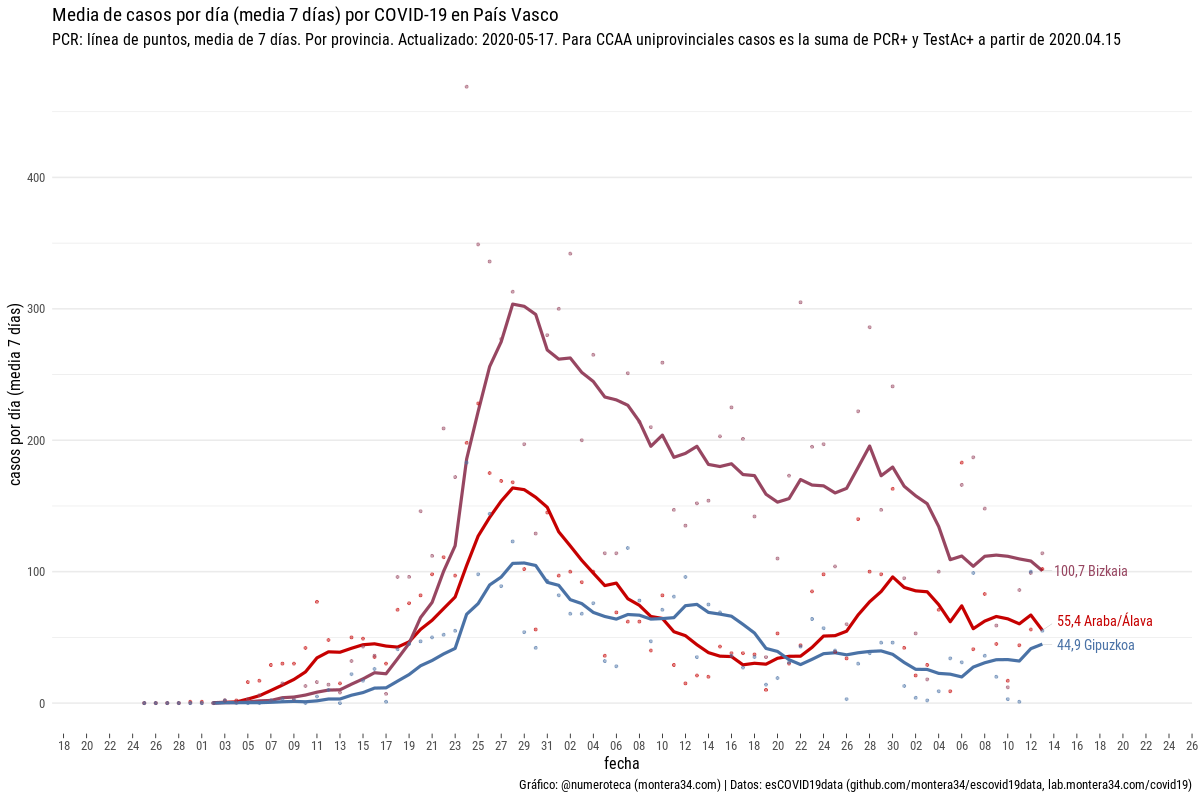 Media de casos por día (media 7 días) por COVID-19 en País Vasco
PCR: línea de puntos, media de 7 días. Por provincia. Actualizado: 2020-05-17. Para CCAA uniprovinciales casos es la suma de PCR+ y TestAc+ a partir de 2020.04.15
casos por día (media 7 días)
400
300
200
100
0
100,7 Bizkaia
55,4 Araba/Álava
44,9 Gipuzkoa
18 20 22 24 26 28 01 03 05 07 09 11 13 15 17 19 21 23 25 27 29 31 02 04 06 08 10 12 14 16 18 20 22 24 26 28 30 02 04 06 08 10 12 14 16 18 20 22 24 26
fecha
Gráfico: @numeroteca (montera34.com) | Datos: esCOVID19data (github.com/montera34/escovid19data, lab.montera34.com/covid19)